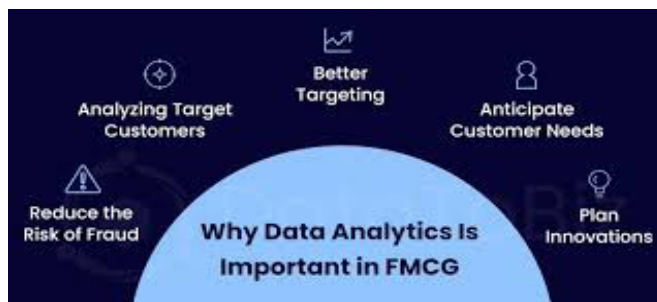 Better
Targeting
Analyzing Target
Customers
Anticipate
Customer Needs
Reduce the
Risk of Fraud
Plan
Innovations
Why Data Analytics Is
Important in FMCG